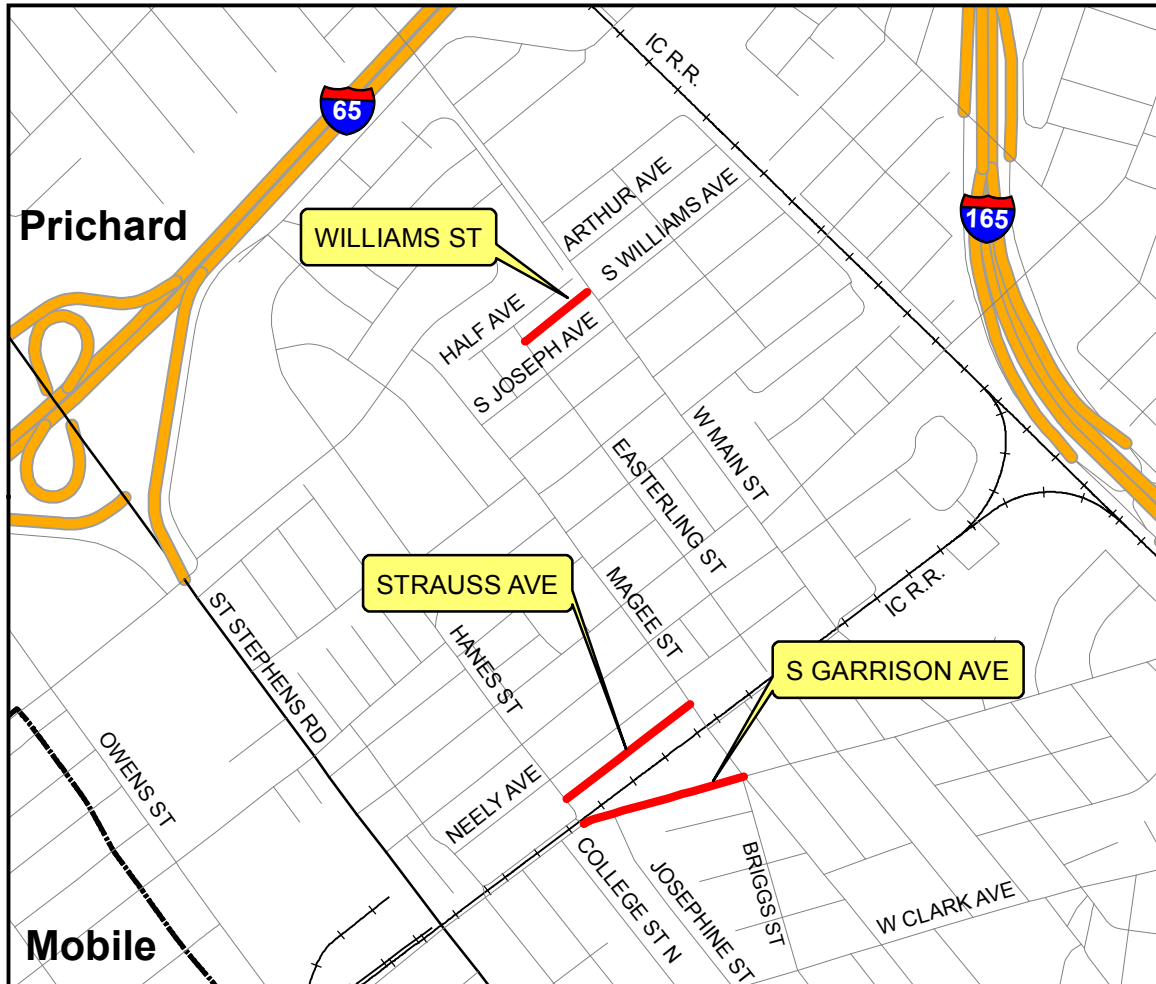 IC R.R.
65
ARTHUR AVE
S WILLIAMS AVE
165
Prichard
WILLIAMS ST
HALF AVE
S JOSEPH AVE
W MAIN ST
EASTERLING ST
STRAUSS AVE
MAGEE ST
IC R.R.
ST STEPHENS RD
HANES ST
S GARRISON AVE
OWENS ST
NEELY AVE
COLLEGE ST N
JOSEPHINE ST
BRIGGS ST
W CLARK AVE
Mobile